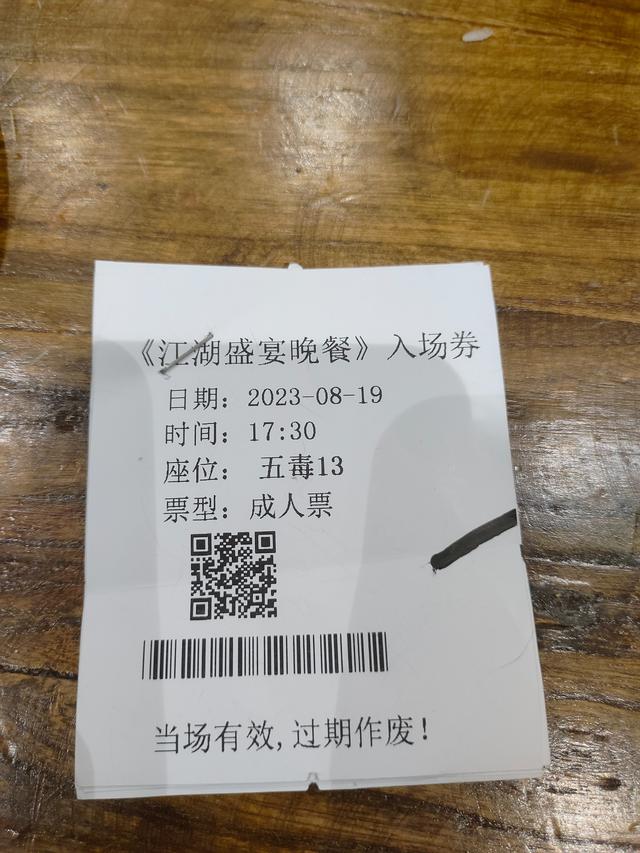 《江湖盛宴晚餐》入场券
日期：2023-08-19
时间：17:30
座位： 五毒13
票型：成人票
当场有效,过期作废!